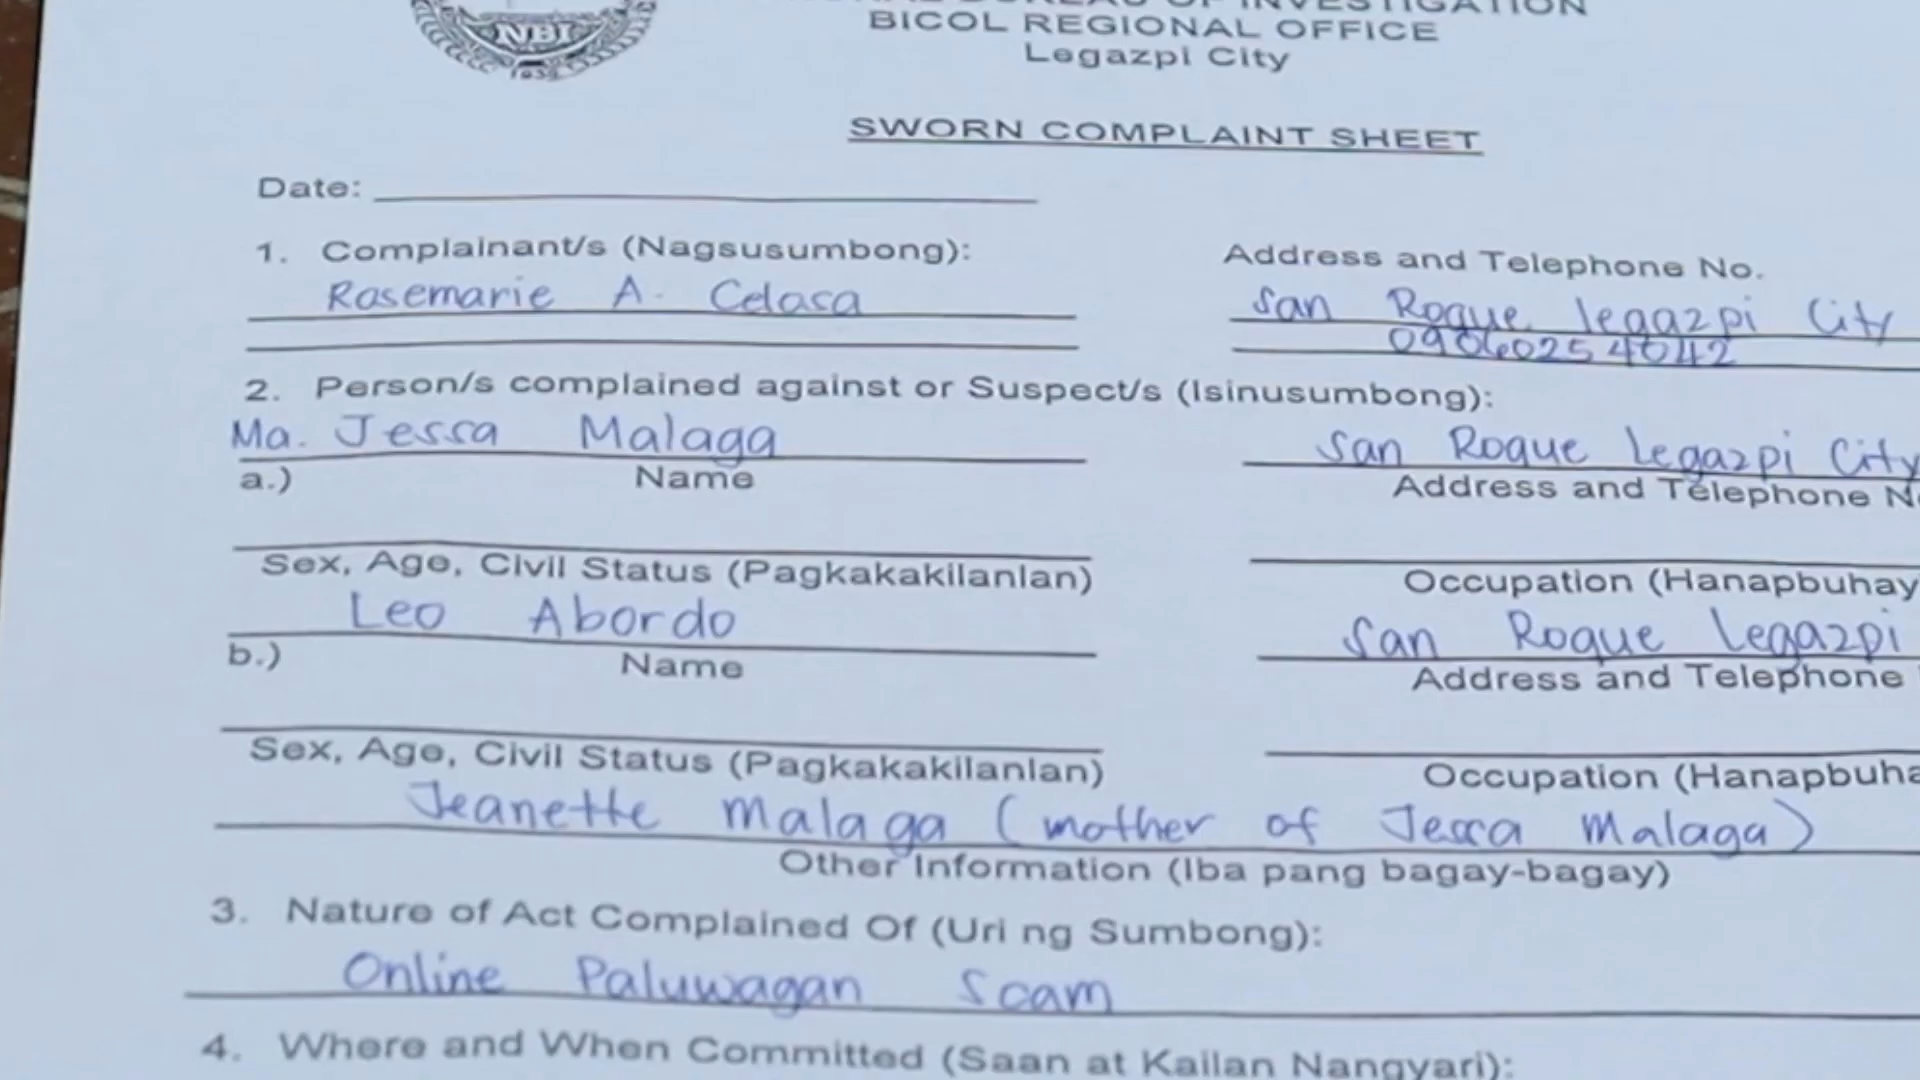 OF INVESTIGATION
NBI
BICOL REGIONAL OFFICE
Legazpi City
1936
SWORN COMPLAINT SHEET
Date:
1. Complainant/s (Nagsusumbong): Address and Telephone No.
Rosemarie A. Celasa San Roque legazpi City
2. Person/s complained against or Suspect/s (Isinusumbong):
Ma. Jessa Malaga San Roque Legazpi City
a.) Name Address and Telephone
Sex, Age, Civil Status (Pagkakakilanlan) Occupation (Hanapbuhay
Leo Abordo San Roque Legazpi
b.) Name Address and Telephone
Sex, Age, Civil Status (Pagkakakilanlan) Occupation (Hanapbuha
Jeanette Malaga (mother of Jessa Malaga)
Other Information (Iba pang bagay-bagay)
3. Nature of Act Complained Of (Uri ng Sumbong):
Online Paluwagan Scam
4. Where and When Committed (Saan at Kailan Nangyari):